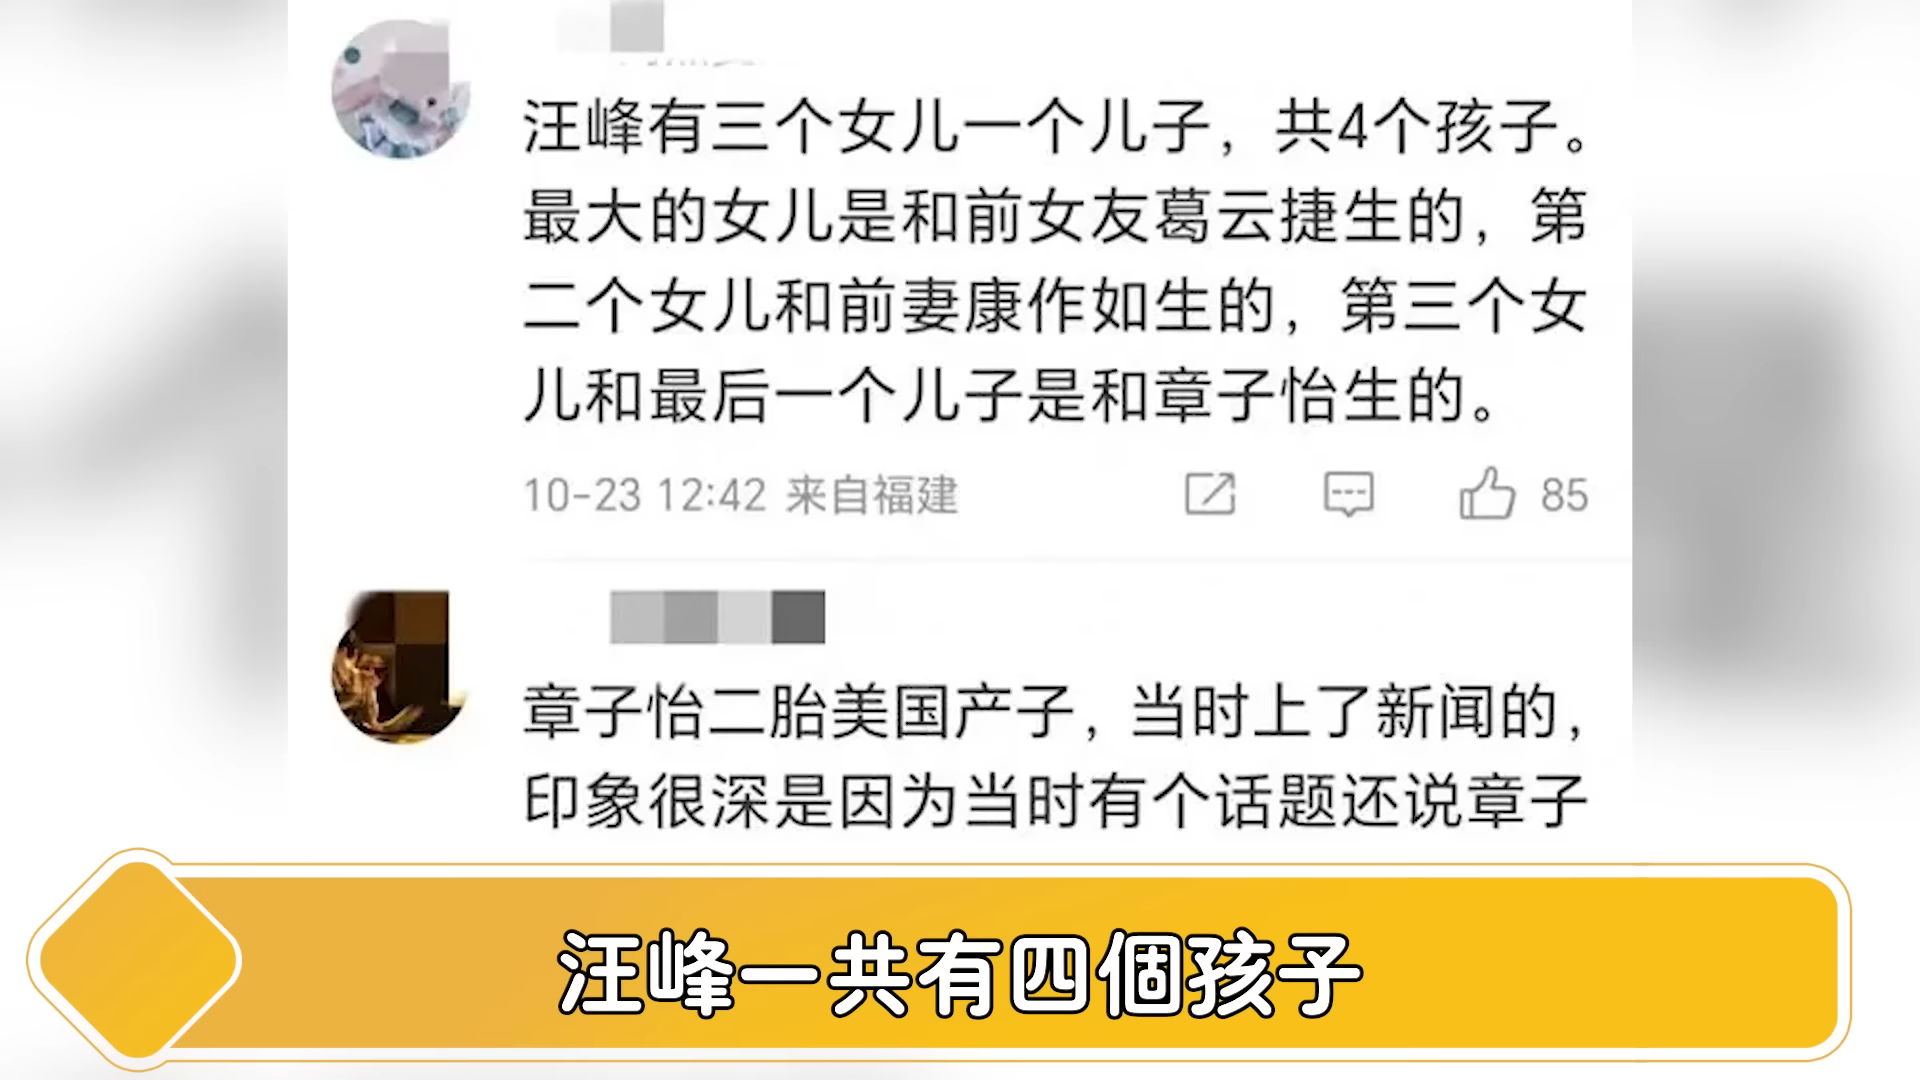 汪峰有三个女儿一个儿子，共4个孩子。
最大的女儿是和前女友葛云捷生的，第
二个女儿和前妻康作如生的，第三个女
儿和最后一个儿子是和章子怡生的。
10-23 12:42 来自福建
85
章子怡二胎美国产子，当时上了新闻的，
印象很深是因为当时有个话题还说章子
汪峰一共有四個孩子